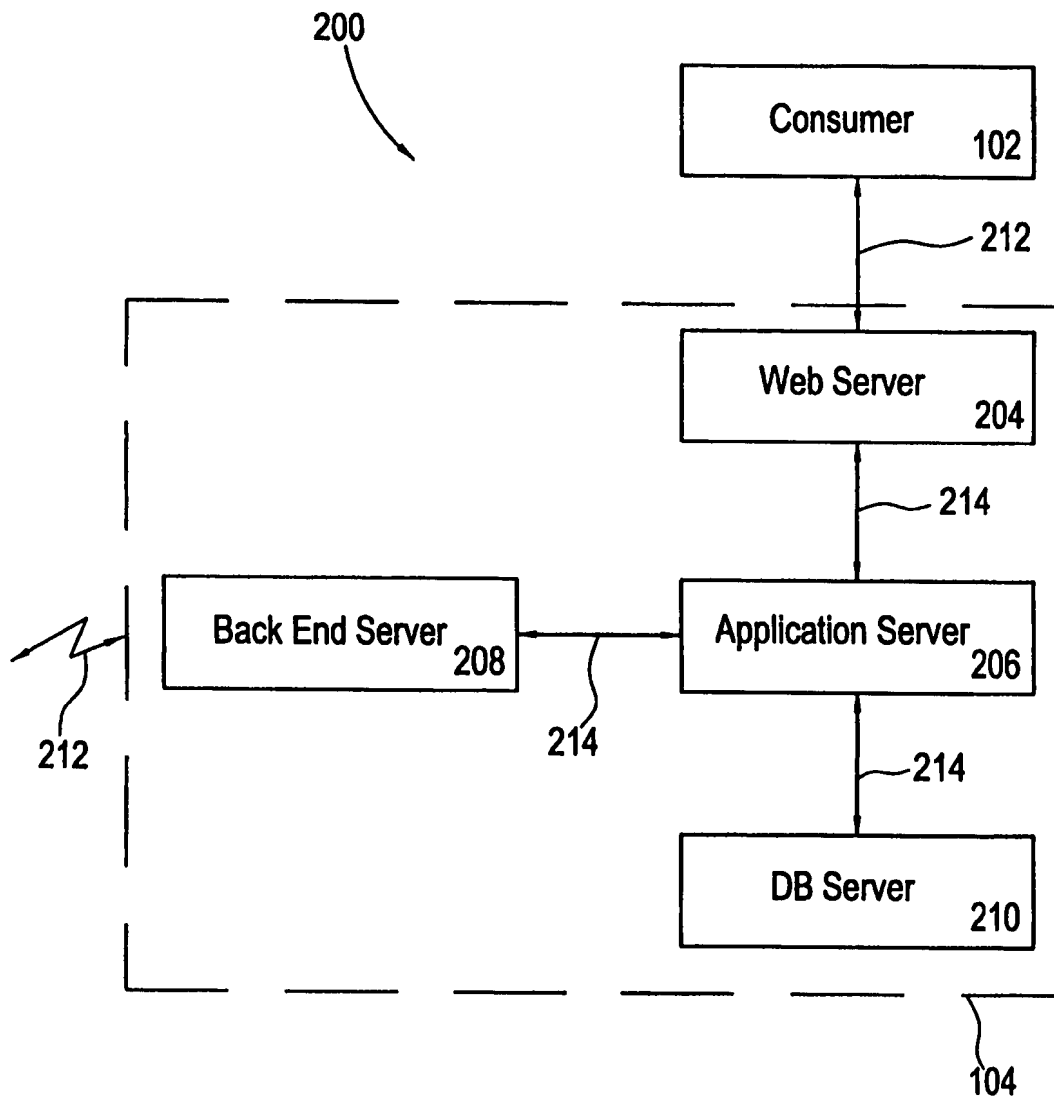 200
Consumer
102
212
Web Server
204
214
Back End Server
208
Application Server
206
212
214
214
DB Server
210
104